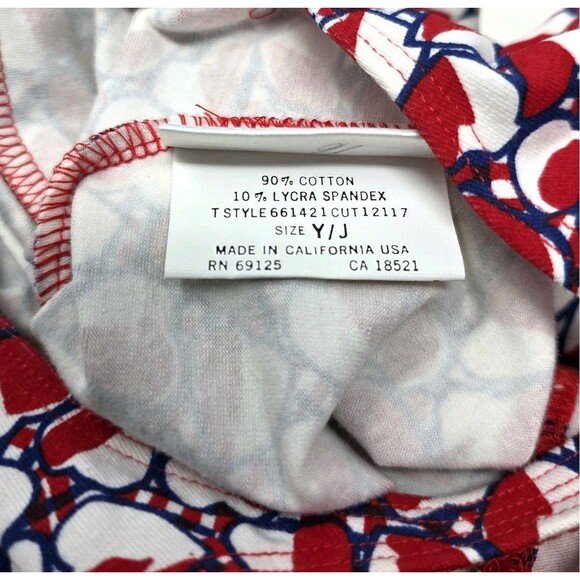 90% COTTON
10% LYCRA SPANDEX
T STYLE 661421 CUT 12117
SIZE Y/J
MADE IN CALIFORNIA USA
RN 69125 CA 18521